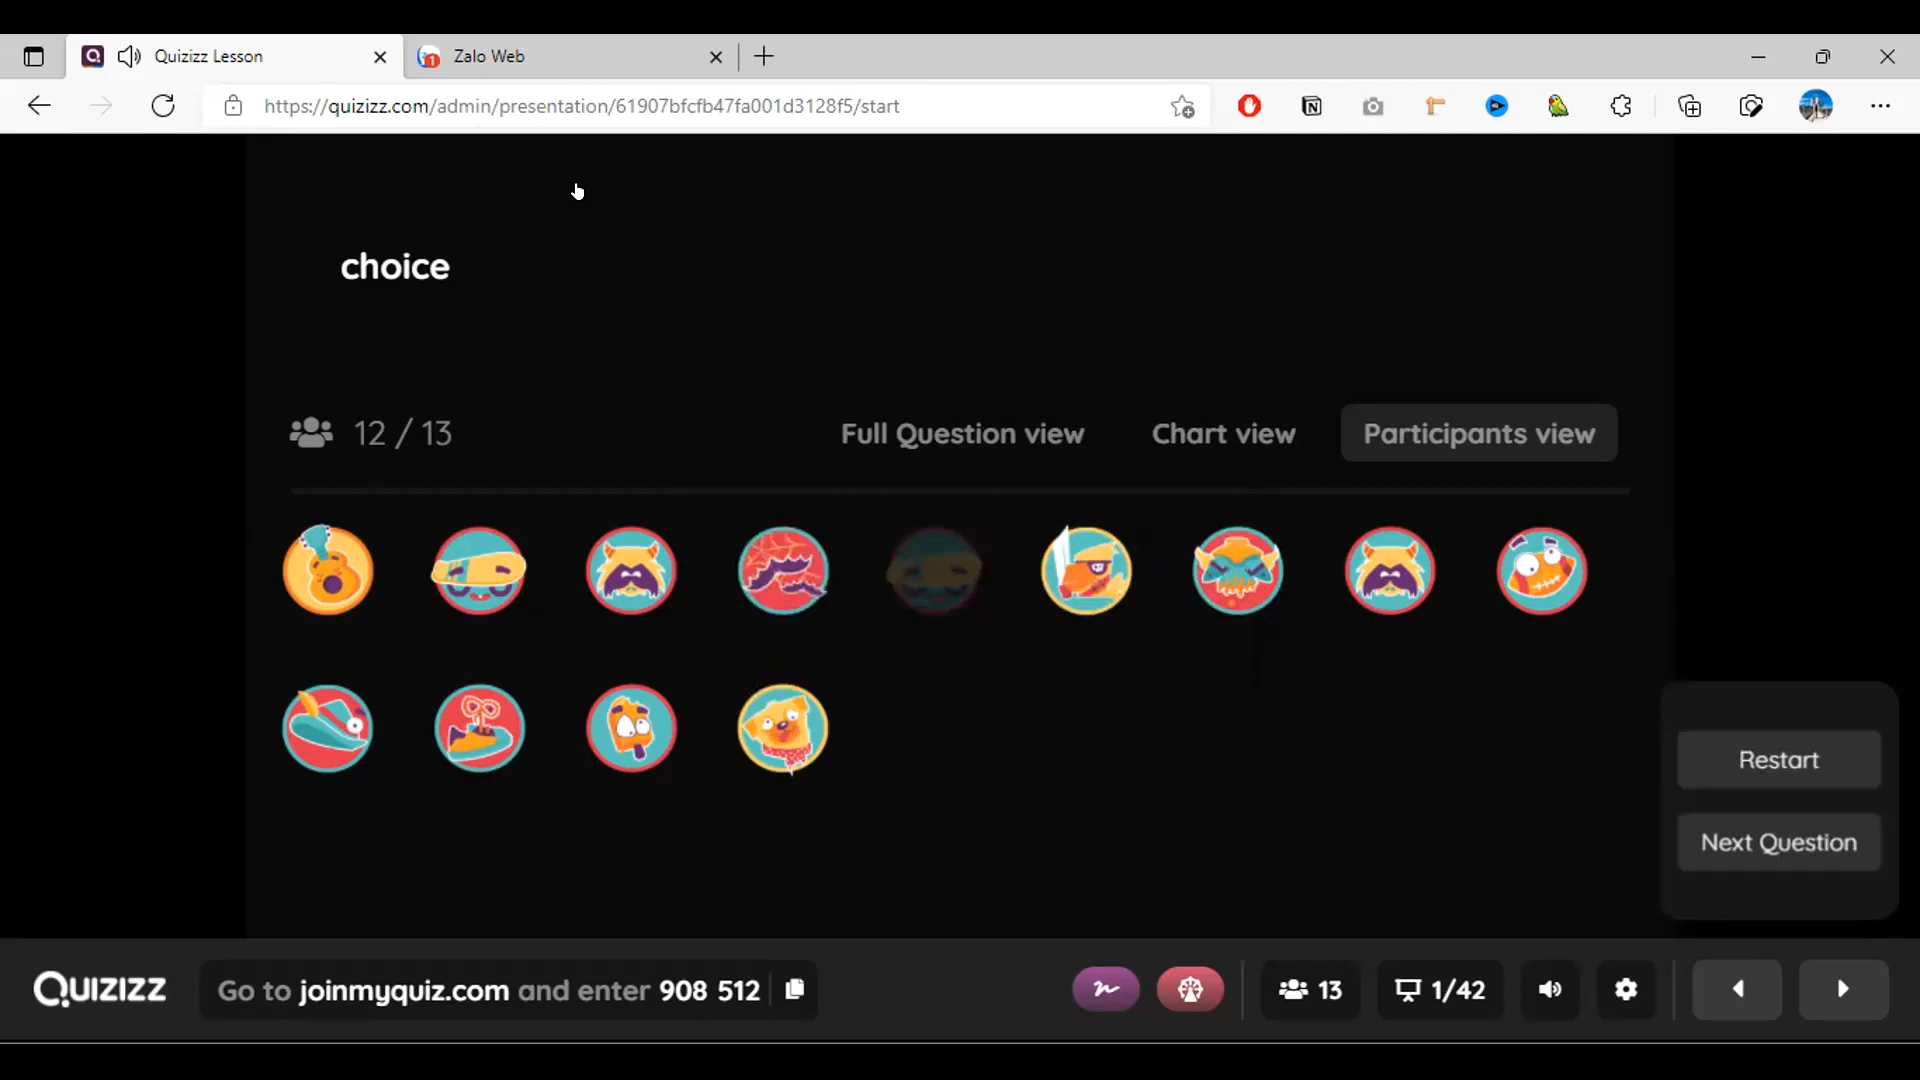 Quizizz Lesson
1
Zalo Web
https://quizizz.com/admin/presentation/61907bfcfb47fa001d3128f5/start
choice
12 / 13
Full Question view
Chart view
Participants view
Restart
Next Question
Quizizz
Go to joinmyquiz.com and enter 908 512
13
1/42